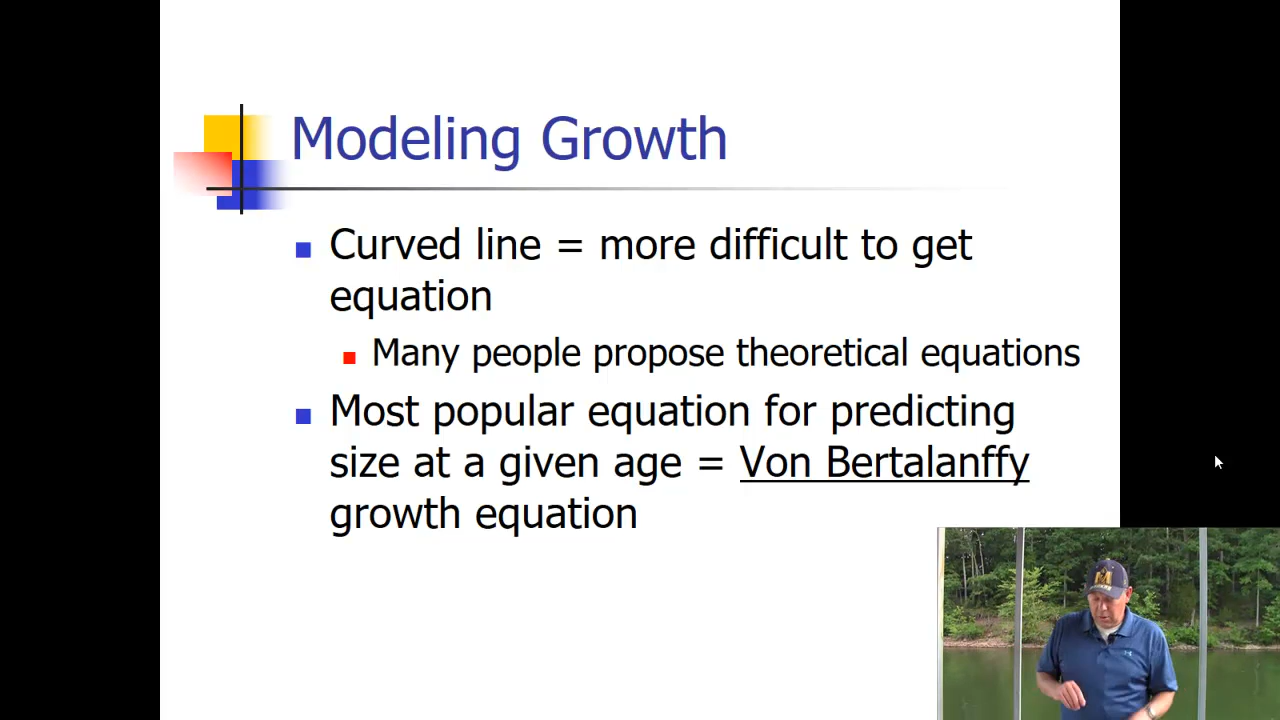 Modeling Growth
Curved line = more difficult to get
equation
Many people propose theoretical equations
Most popular equation for predicting
size at a given age = Von Bertalanffy
growth equation